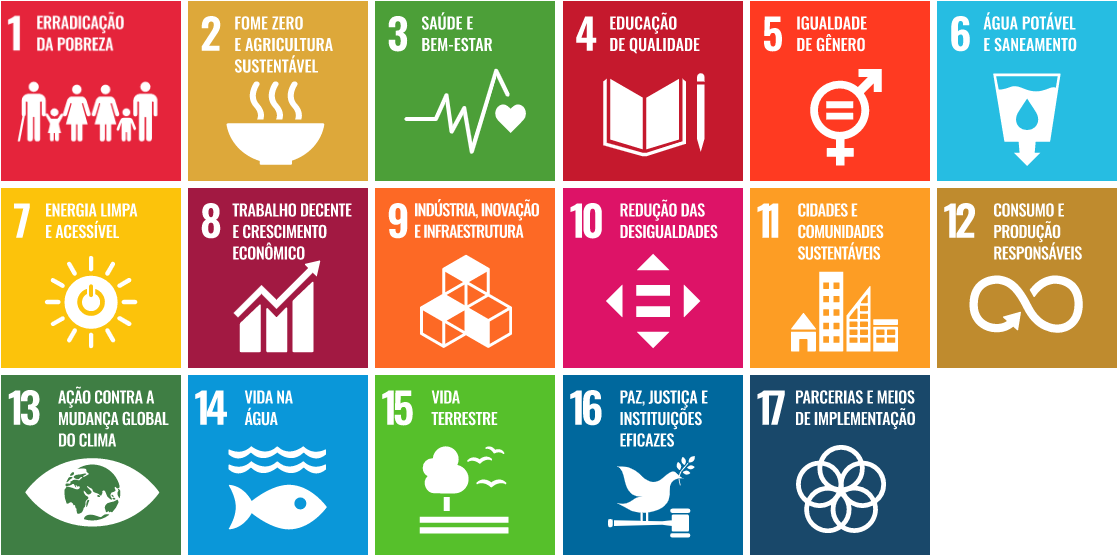 1 ERRADICAÇÃO
DA POBREZA
2 FOME ZERO
E AGRICULTURA
SUSTENTÁVEL
3 SAÚDE E
BEM-ESTAR
4 EDUCAÇÃO
DE QUALIDADE
5 IGUALDADE
DE GÊNERO
6 ÁGUA POTÁVEL
E SANEAMENTO
7 ENERGIA LIMPA
E ACESSÍVEL
8 TRABALHO DECENTE
E CRESCIMENTO
ECONÔMICO
9 INDÚSTRIA, INOVAÇÃO
E INFRAESTRUTURA
10 REDUÇÃO DAS
DESIGUALDADES
11 CIDADES E
COMUNIDADES
SUSTENTÁVEIS
12 CONSUMO E
PRODUÇÃO
RESPONSÁVEIS
13 AÇÃO CONTRA A
MUDANÇA GLOBAL
DO CLIMA
14 VIDA NA
ÁGUA
15 VIDA
TERRESTRE
16 PAZ, JUSTIÇA E
INSTITUIÇÕES
EFICAZES
17 PARCERIAS E MEIOS
DE IMPLEMENTAÇÃO